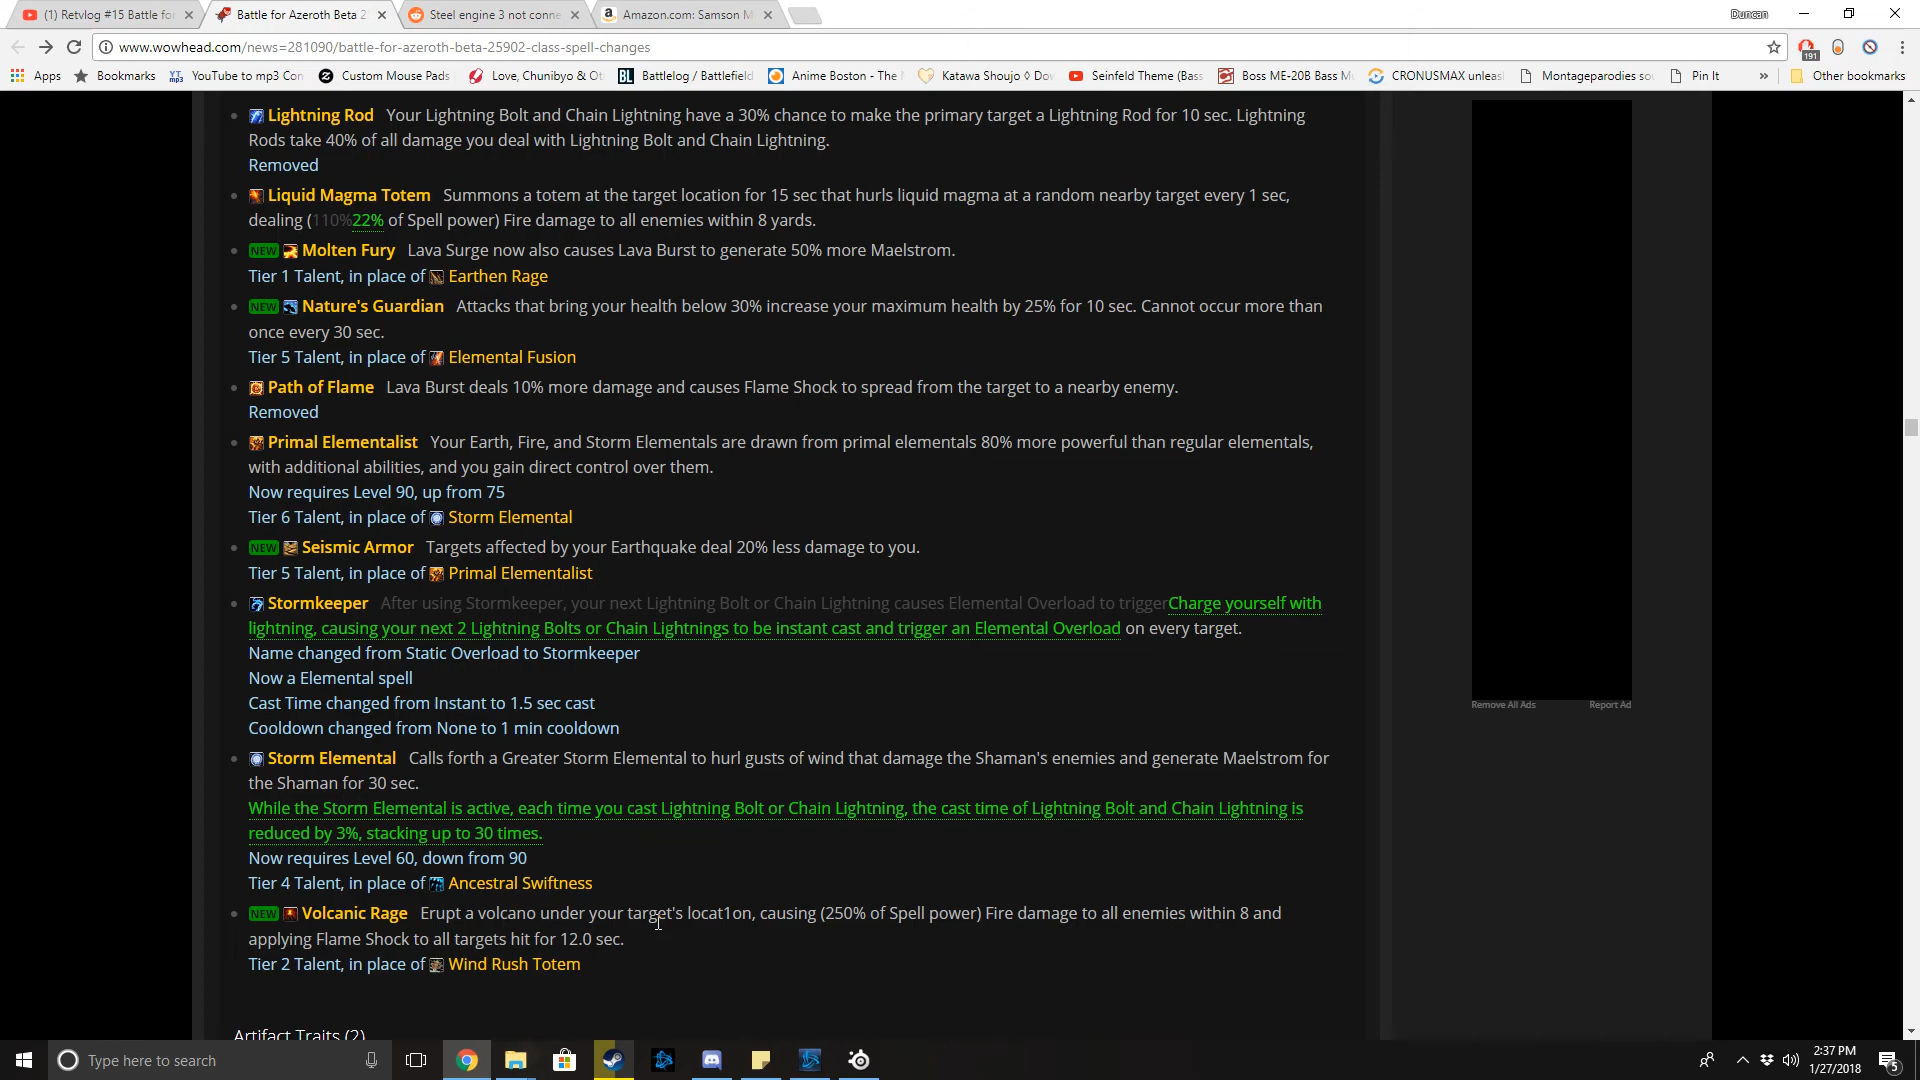 (1) Retvlog #15 Battle fo
Battle for Azeroth Beta 2
Steel engine 3 not conne
Amazon.com: Samson M
Duncan
www.wowhead.com/news=281090/battle-for-azeroth-beta-25902-class-spell-changes
191
Apps
Bookmarks
YouTube to mp3 Con
Custom Mouse Pads
Love, Chunibyo & Ot
Battlelog / Battlefield
Anime Boston - The
Katawa Shoujo ◊ Dow
Seinfeld Theme (Bass
Boss ME-20B Bass M
CRONUSMAX unleas
Montageparodies so
Pin It
»
Other bookmarks
Lightning Rod Your Lightning Bolt and Chain Lightning have a 30% chance to make the primary target a Lightning Rod for 10 sec. Lightning
Rods take 40% of all damage you deal with Lightning Bolt and Chain Lightning.
Removed
Liquid Magma Totem Summons a totem at the target location for 15 sec that hurls liquid magma at a random nearby target every 1 sec,
dealing (110%22% of Spell power) Fire damage to all enemies within 8 yards.
NEW Molten Fury Lava Surge now also causes Lava Burst to generate 50% more Maelstrom.
Tier 1 Talent, in place of Earthen Rage
NEW Nature's Guardian Attacks that bring your health below 30% increase your maximum health by 25% for 10 sec. Cannot occur more than
once every 30 sec.
Tier 5 Talent, in place of Elemental Fusion
Path of Flame Lava Burst deals 10% more damage and causes Flame Shock to spread from the target to a nearby enemy.
Removed
Primal Elementalist Your Earth, Fire, and Storm Elementals are drawn from primal elementals 80% more powerful than regular elementals,
with additional abilities, and you gain direct control over them.
Now requires Level 90, up from 75
Tier 6 Talent, in place of Storm Elemental
NEW Seismic Armor Targets affected by your Earthquake deal 20% less damage to you.
Tier 5 Talent, in place of Primal Elementalist
Stormkeeper After using Stormkeeper, your next Lightning Bolt or Chain Lightning causes Elemental Overload to triggerCharge yourself with
lightning, causing your next 2 Lightning Bolts or Chain Lightnings to be instant cast and trigger an Elemental Overload on every target.
Name changed from Static Overload to Stormkeeper
Now a Elemental spell
Cast Time changed from Instant to 1.5 sec cast
Cooldown changed from None to 1 min cooldown
Storm Elemental Calls forth a Greater Storm Elemental to hurl gusts of wind that damage the Shaman's enemies and generate Maelstrom for
the Shaman for 30 sec.
While the Storm Elemental is active, each time you cast Lightning Bolt or Chain Lightning, the cast time of Lightning Bolt and Chain Lightning is
reduced by 3%, stacking up to 30 times.
Now requires Level 60, down from 90
Tier 4 Talent, in place of Ancestral Swiftness
NEW Volcanic Rage Erupt a volcano under your target's locat1on, causing (250% of Spell power) Fire damage to all enemies within 8 and
applying Flame Shock to all targets hit for 12.0 sec.
Tier 2 Talent, in place of Wind Rush Totem
Artifact Traits (2)
Remove All Ads
Report Ad
Type here to search
2:37 PM
1/27/2018
5